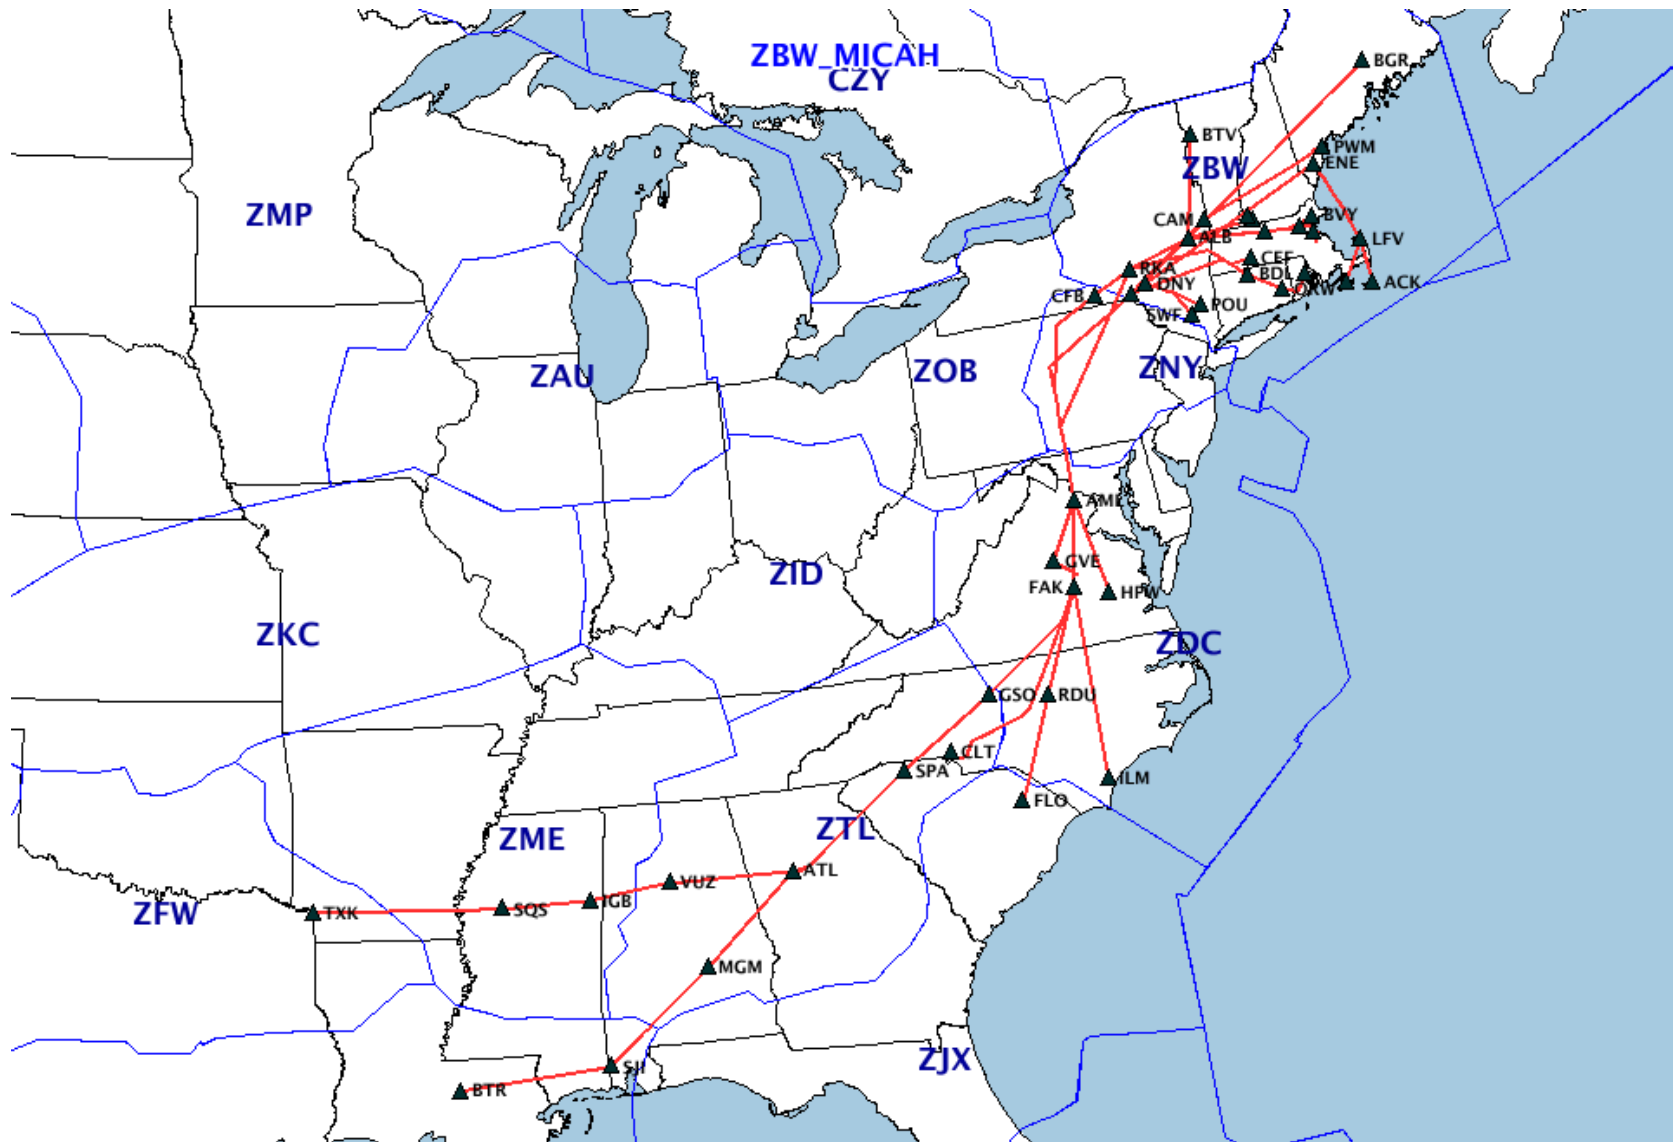 ZBW_MICAH
CZY
BGR
BTV
PWM
ENE
ZBW
ZMP
CAM
BVY
ALB
LFV
RKA
CEF
BDL
DNY
ACK
CFB
ORW
POU
SWF
ZAU
ZOB
ZNY
AML
GVE
ZID
FAK
HPW
ZKC
ZDC
GSO
RDU
CLT
SPA
ILM
FLO
ZME
ZTL
ATL
VUZ
IGB
SQS
TXK
ZFW
MGM
ZJX
SJI
BTR